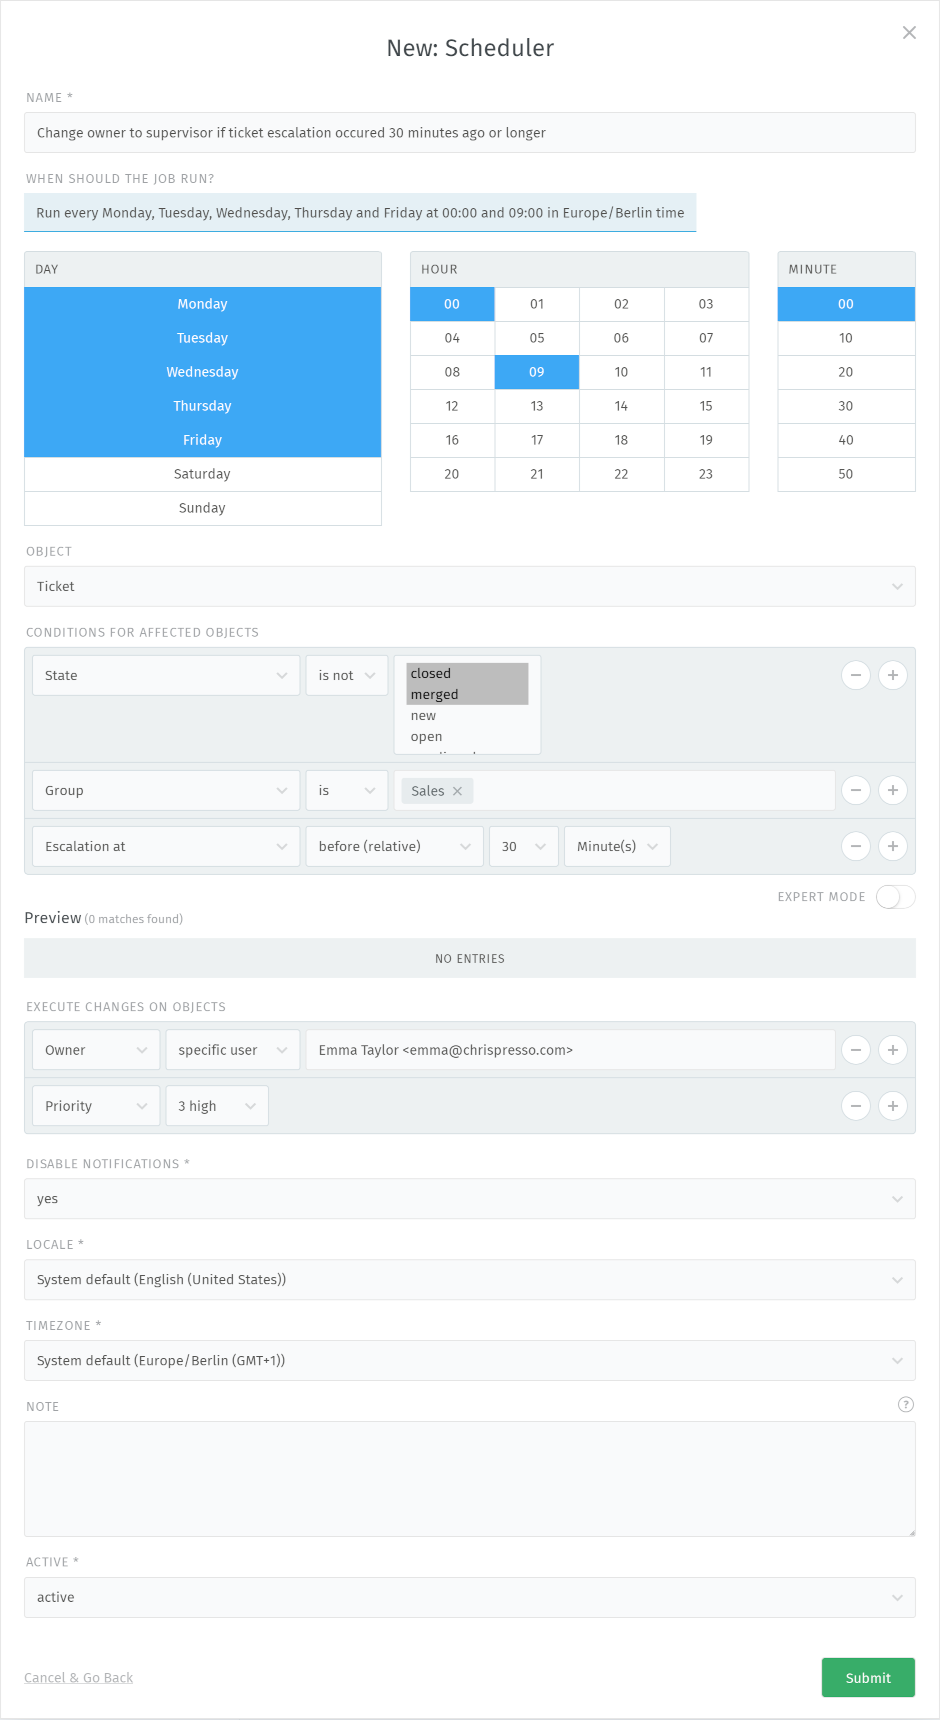 New: Scheduler
NAME *
Change owner to supervisor if ticket escalation occured 30 minutes ago or longer
WHEN SHOULD THE JOB RUN?
Run every Monday, Tuesday, Wednesday, Thursday and Friday at 00:00 and 09:00 in Europe/Berlin time
DAY
Monday
Tuesday
Wednesday
Thursday
Friday
Saturday
Sunday
HOUR
00 01 02 03
04 05 06 07
08 09 10 11
12 13 14 15
16 17 18 19
20 21 22 23
MINUTE
00
10
20
30
40
50
OBJECT
Ticket
CONDITIONS FOR AFFECTED OBJECTS
State is not
closed
merged
new
open
Group is Sales
Escalation at before (relative) 30 Minute(s)
EXPERT MODE
Preview (0 matches found)
NO ENTRIES
EXECUTE CHANGES ON OBJECTS
Owner specific user Emma Taylor <emma@chrispresso.com>
Priority 3 high
DISABLE NOTIFICATIONS *
yes
LOCALE *
System default (English (United States))
TIMEZONE *
System default (Europe/Berlin (GMT+1))
NOTE ?
ACTIVE *
active
Cancel & Go Back
Submit